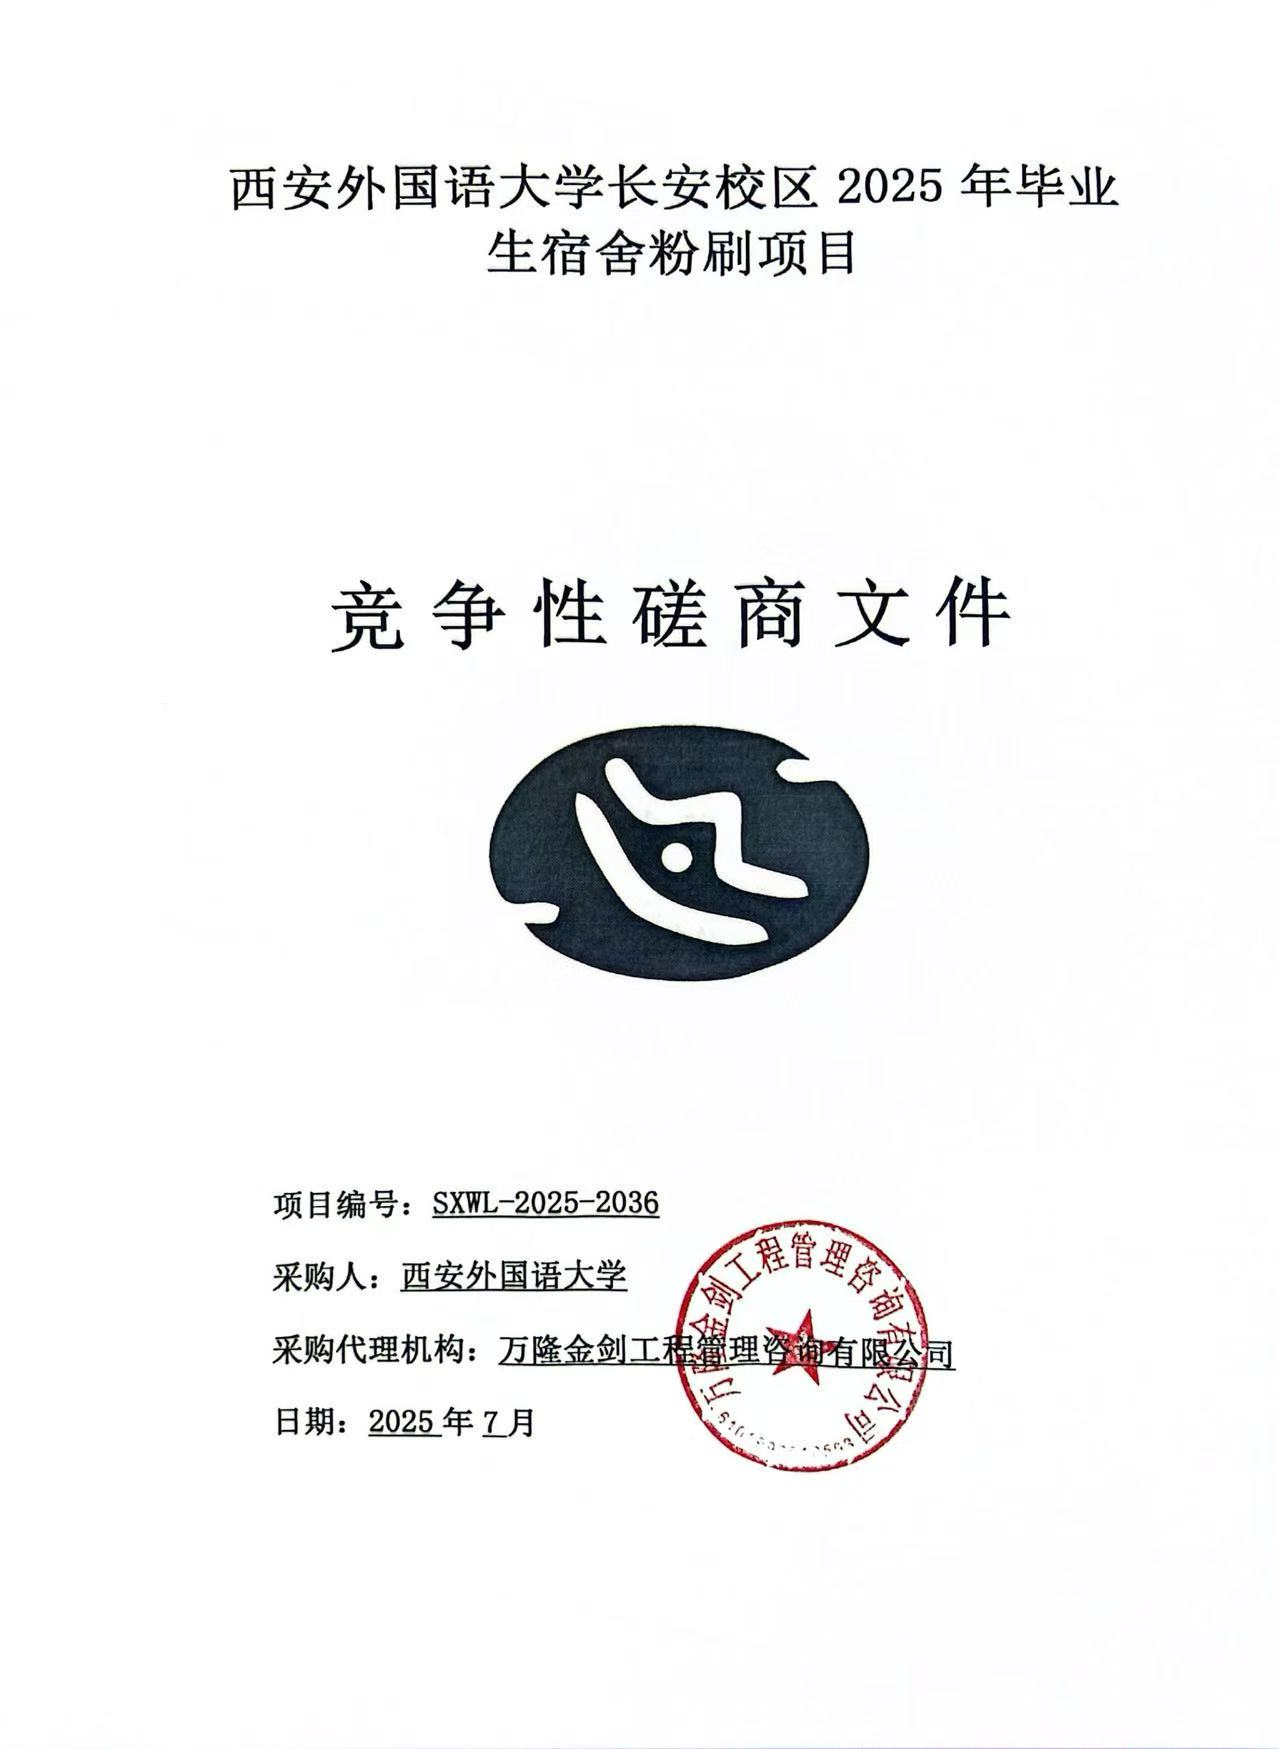 西安外国语大学长安校区 2025 年毕业
生宿舍粉刷项目
竞争性磋商文件
项目编号：SXWL-2025-2036
采购人：西安外国语大学
采购代理机构：万隆金剑工程管理咨询有限公司
日期：2025 年 7 月
万隆金剑工程管理咨询有限公司